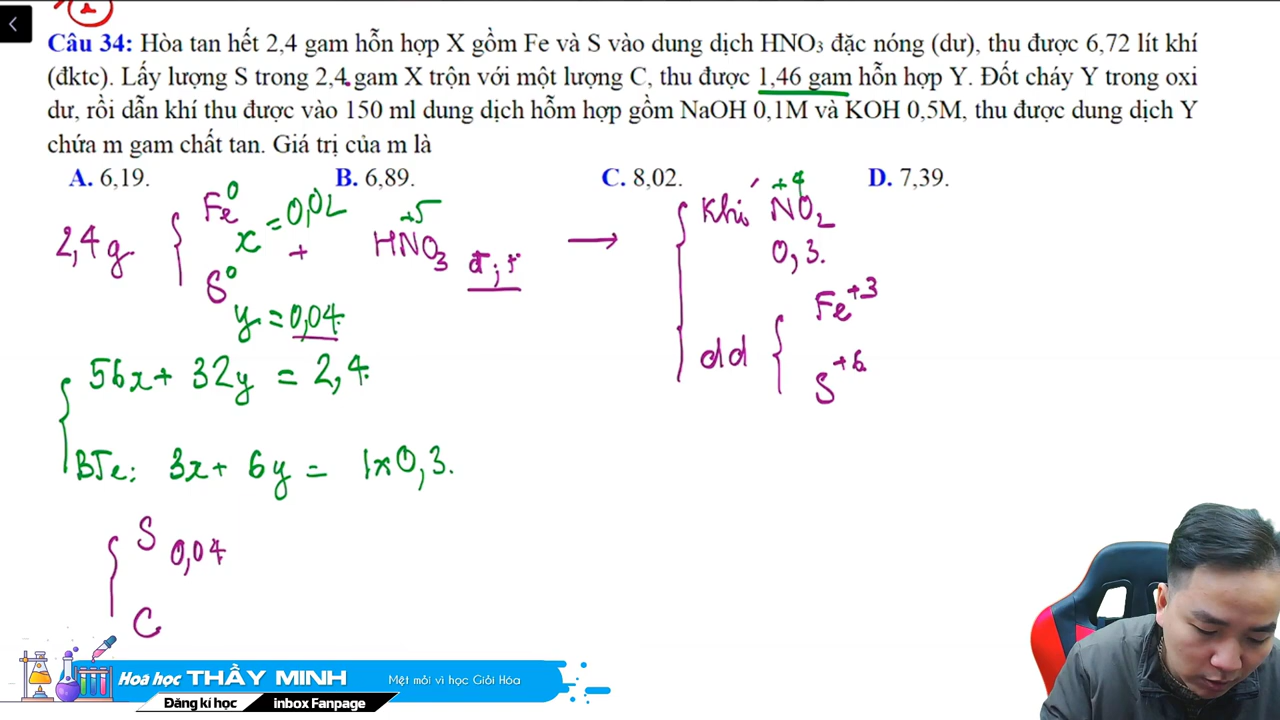 Câu 34: Hòa tan hết 2,4 gam hỗn hợp X gồm Fe và S vào dung dịch HNO₃ đặc nóng (dư), thu được 6,72 lít khí
(đktc). Lấy lượng S trong 2,4 gam X trộn với một lượng C, thu được 1,46 gam hỗn hợp Y. Đốt cháy Y trong oxi
dư, rồi dẫn khí thu được vào 150 ml dung dịch hỗm hợp gồm NaOH 0,1M và KOH 0,5M, thu được dung dịch Y
chứa m gam chất tan. Giá trị của m là
A. 6,19. B. 6,89. C. 8,02. D. 7,39.
2,4g { Fe⁰ x = 0,02 + HNO₃ đ, r → { Khí NO₂ +4 0,3.
+5
S⁰ y = 0,04.
dd { Fe⁺³
S⁺⁶
56x + 32y = 2,4
BTe: 3x + 6y = 1x0,3.
S 0,04
C
Hoá học THẦY MINH
Mệt mỏi vì học Giỏi Hóa
Đăng kí học inbox Fanpage